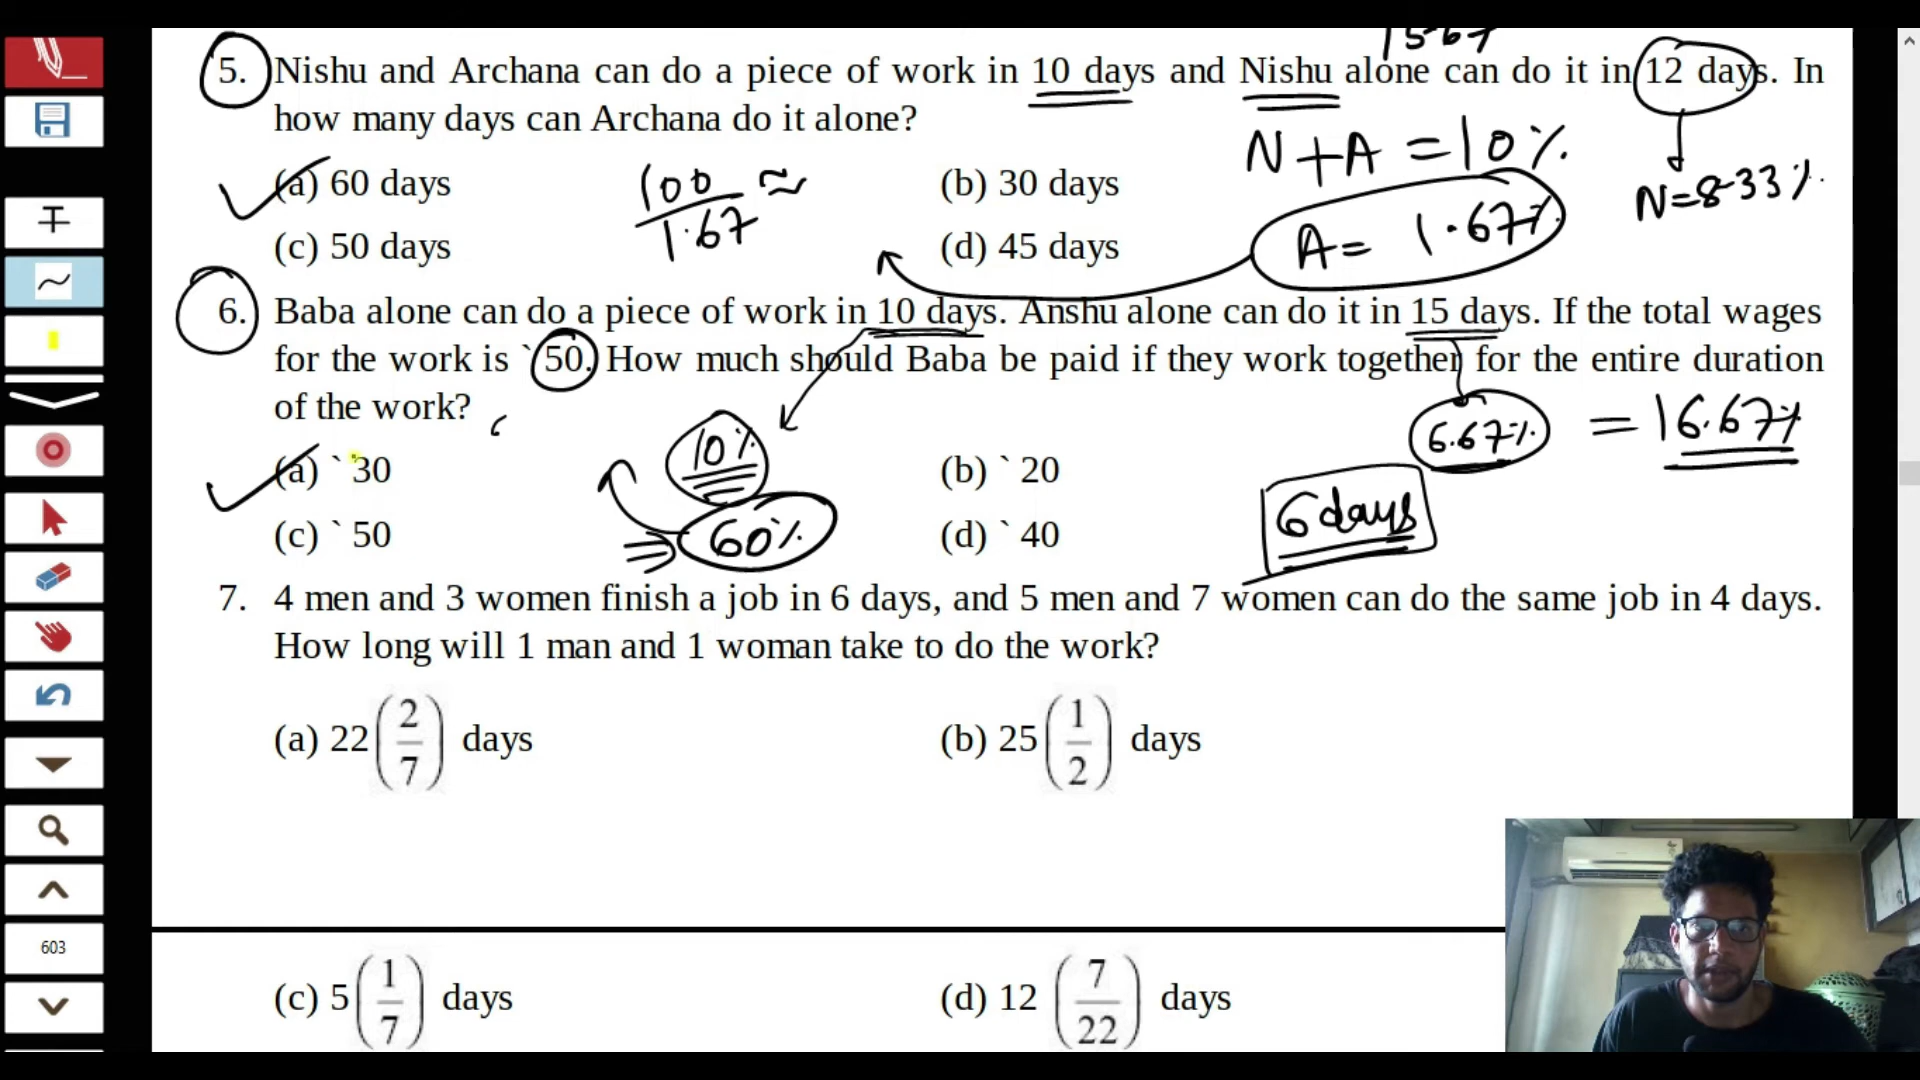 15.67
5. Nishu and Archana can do a piece of work in 10 days and Nishu alone can do it in 12 days. In
how many days can Archana do it alone?
N+A = 10%
N=8.33%
(a) 60 days
100/1.67 ≈
(b) 30 days
A= 1.67%
(c) 50 days
(d) 45 days
6. Baba alone can do a piece of work in 10 days. Anshu alone can do it in 15 days. If the total wages
for the work is ` 50. How much should Baba be paid if they work together for the entire duration
of the work?
10%
6.67% = 16.67%
(a) ` 30
(b) ` 20
6 days
(c) ` 50
60%
(d) ` 40
7. 4 men and 3 women finish a job in 6 days, and 5 men and 7 women can do the same job in 4 days.
How long will 1 man and 1 woman take to do the work?
(a) 22(2/7) days
(b) 25(1/2) days
603
(c) 5(1/7) days
(d) 12 (7/22) days